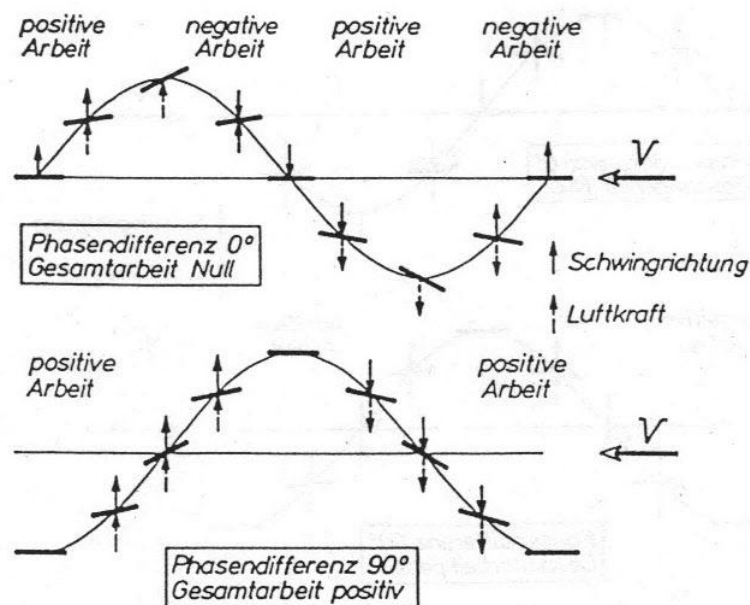 positive
Arbeit
negative
Arbeit
positive
Arbeit
negative
Arbeit
V
Phasendifferenz 0°
Gesamtarbeit Null
Schwingrichtung
Luftkraft
positive
Arbeit
positive
Arbeit
V
Phasendifferenz 90°
Gesamtarbeit positiv